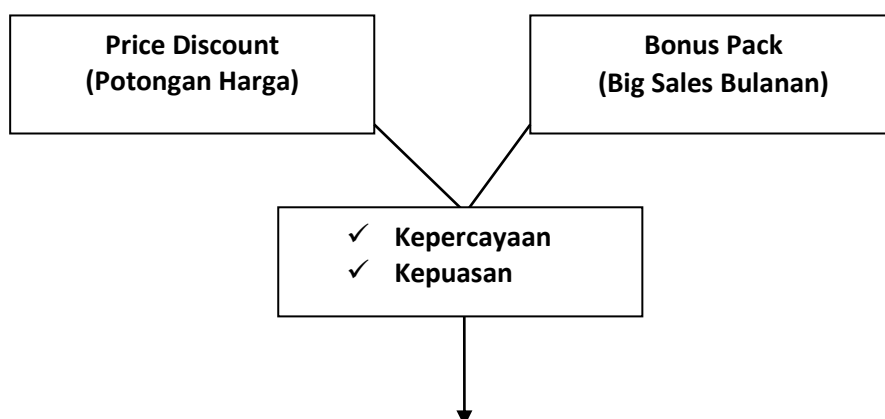 Price Discount
(Potongan Harga)
Bonus Pack
(Big Sales Bulanan)
✓ Kepercayaan
✓ Kepuasan